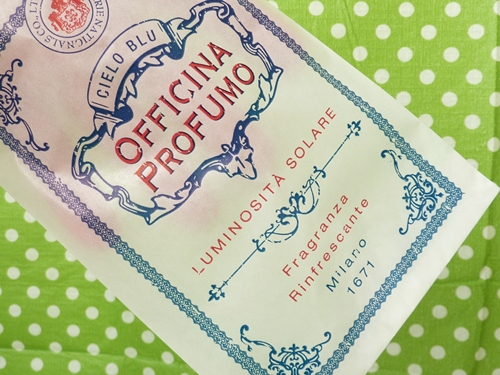 CIELO BLU
OFFICINA
PROFUMO
LUMINOSITÀ SOLARE
Fragranza
Rinfrescante
Milano
1671